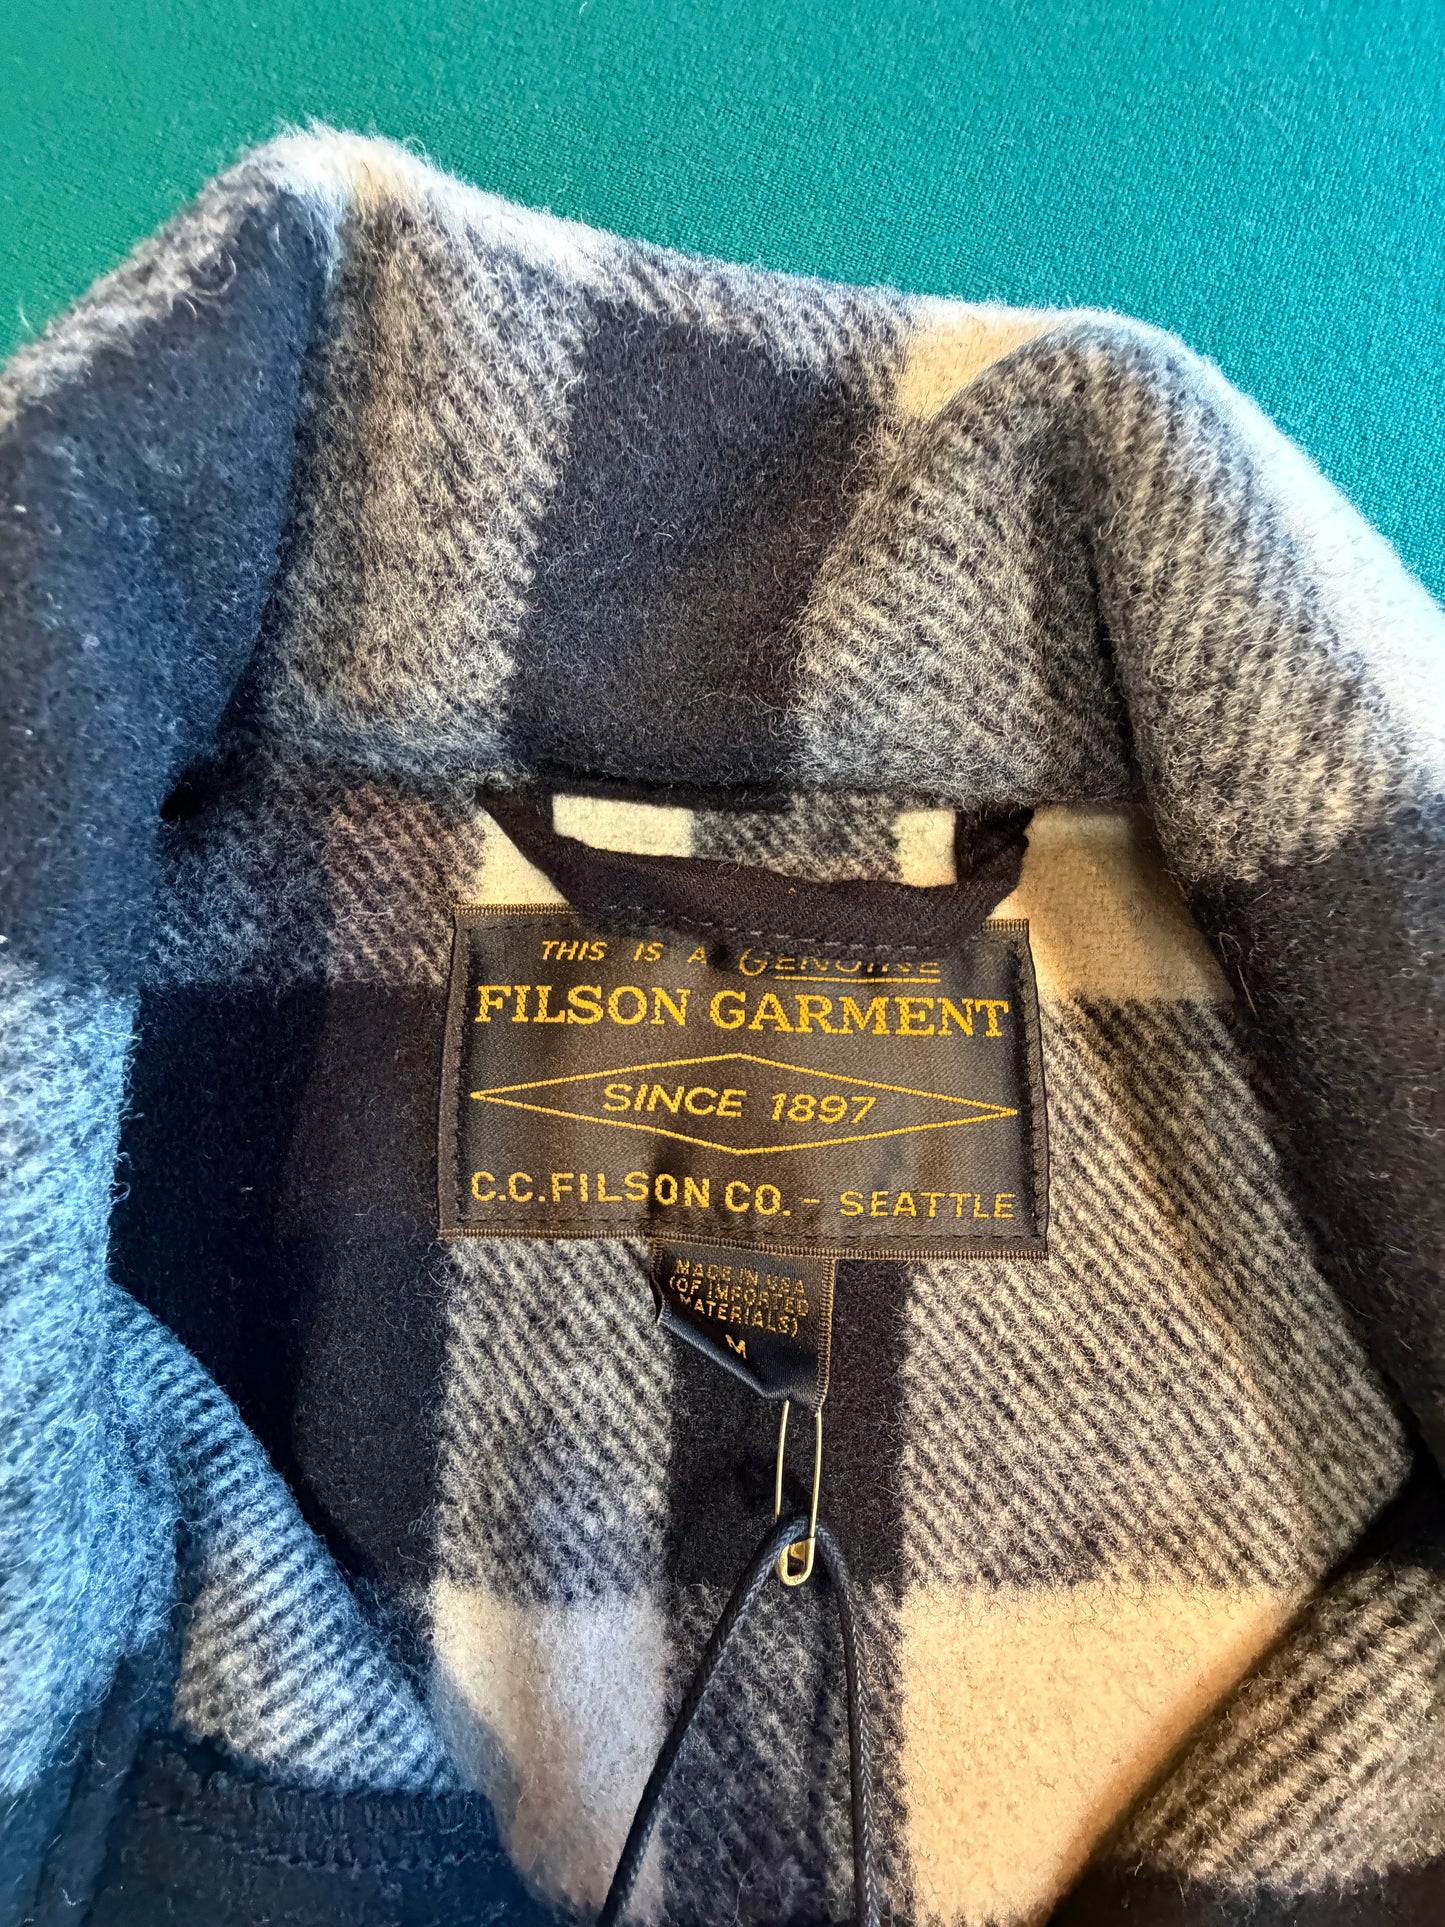 THIS IS A GENUINE
FILSON GARMENT
SINCE 1897
C.C.FILSON CO. - SEATTLE
MADE IN USA
(OF IMPORTED
MATERIALS)
M